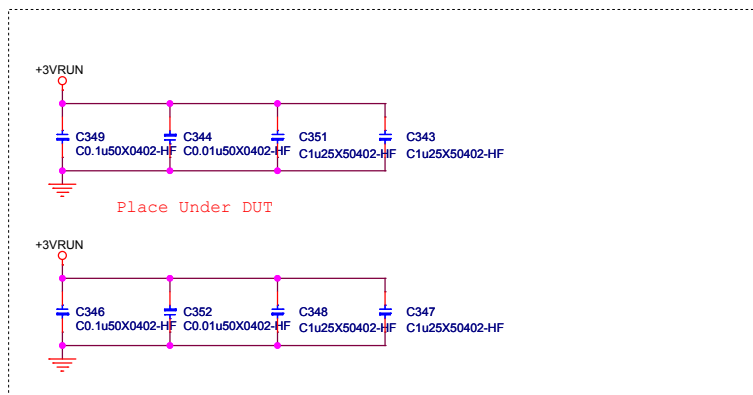 +3VRUN
C349 C344 C351 C343
C0.1u50X0402-HF C0.01u50X0402-HF C1u25X50402-HF C1u25X50402-HF
Place Under DUT
+3VRUN
C346 C352 C348 C347
C0.1u50X0402-HF C0.01u50X0402-HF C1u25X50402-HF C1u25X50402-HF